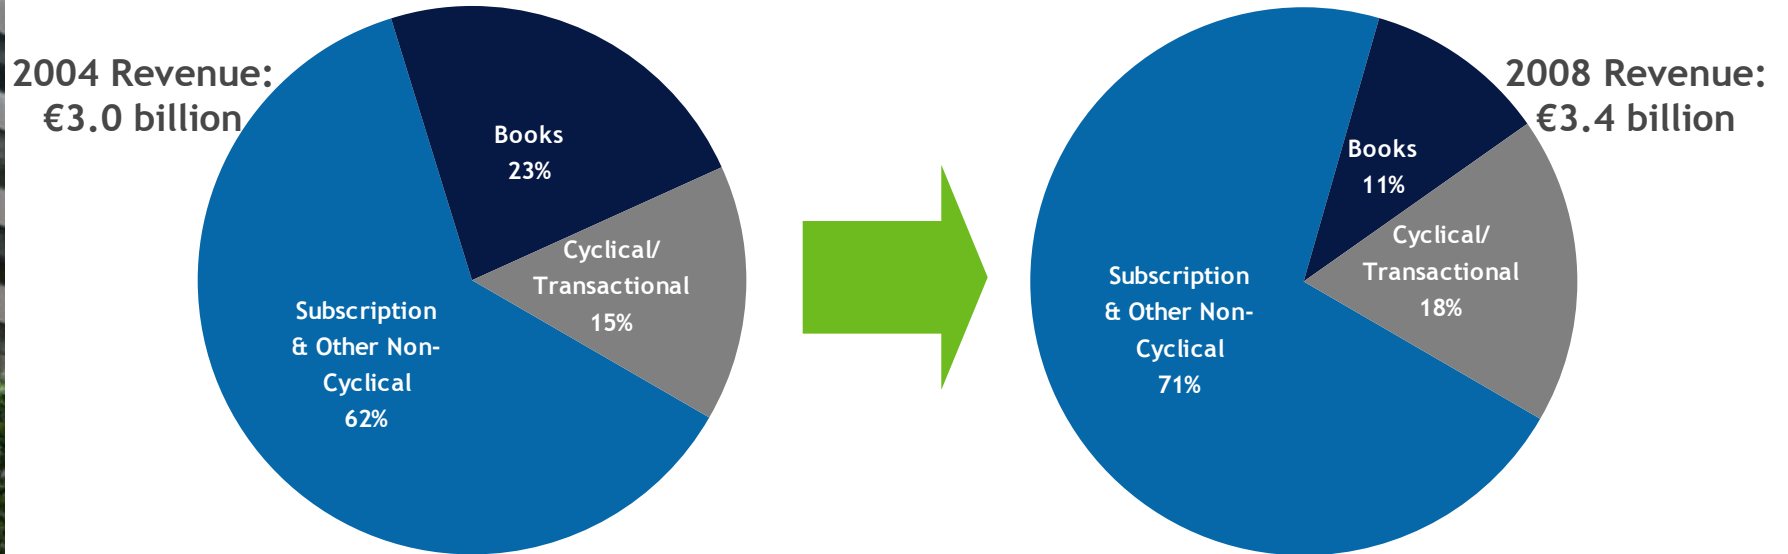 2004 Revenue:
€3.0 billion
Books
23%
Cyclical/
Transactional
15%
Subscription
& Other Non-
Cyclical
62%
2008 Revenue:
€3.4 billion
Books
11%
Cyclical/
Transactional
18%
Subscription
& Other Non-
Cyclical
71%